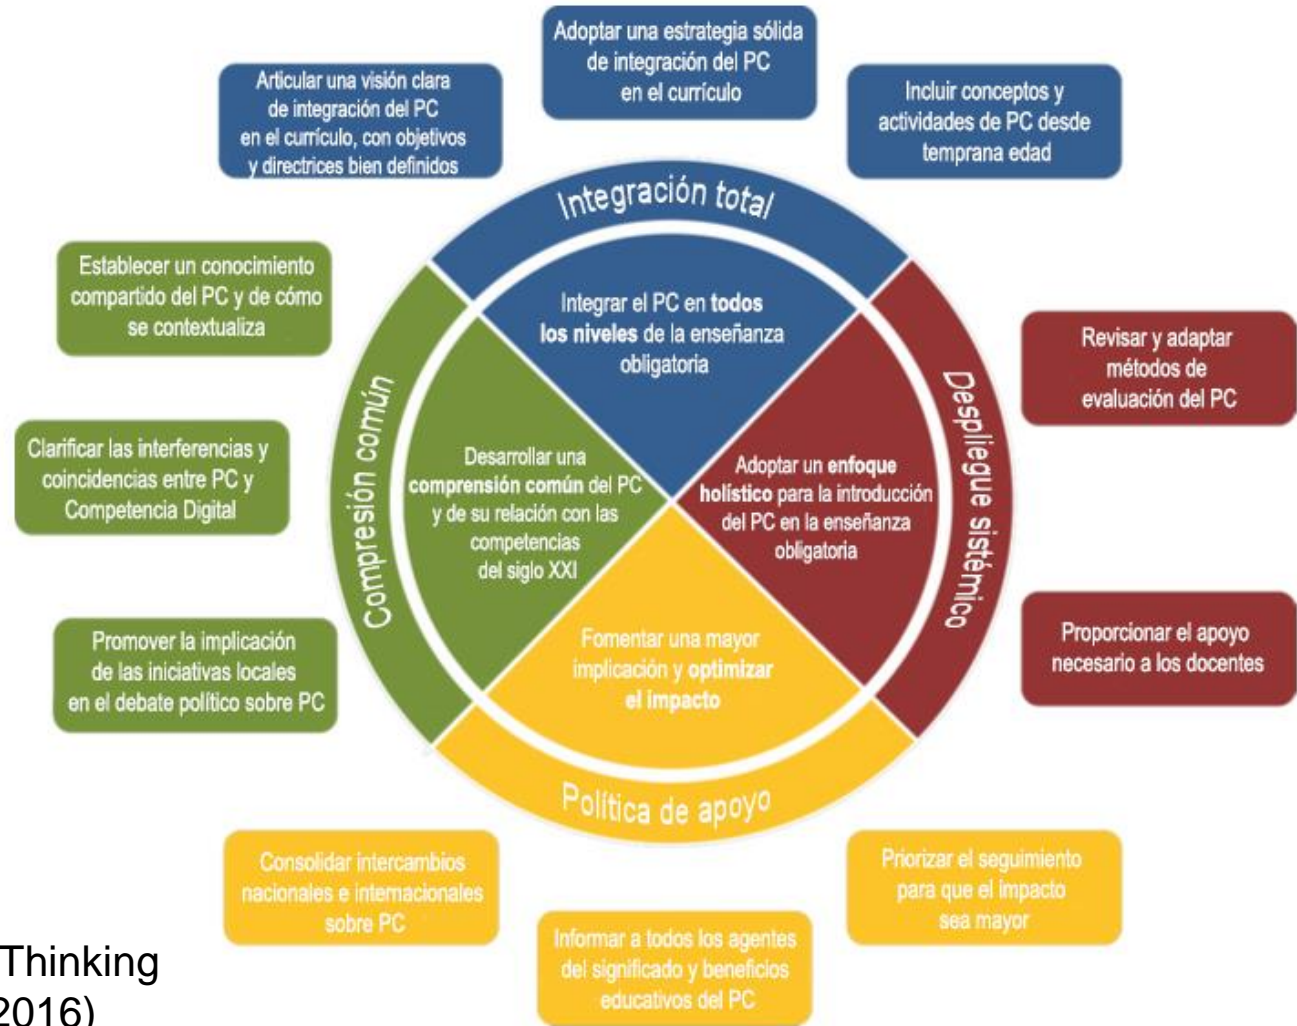 Adoptar una estrategia sólida
de integración del PC
en el currículo
Articular una visión clara
de integración del PC
en el currículo, con objetivos
y directrices bien definidos
Incluir conceptos y
actividades de PC desde
temprana edad
Integración total
Integrar el PC en todos
los niveles de la enseñanza
obligatoria
Establecer un conocimiento
compartido del PC y de cómo
se contextualiza
Clarificar las interferencias y
coincidencias entre PC y
Competencia Digital
Promover la implicación
de las iniciativas locales
en el debate político sobre PC
Compresión común
Desarrollar una
comprensión común del PC
y de su relación con las
competencias
del siglo XXI
Adoptar un enfoque
holístico para la introducción
del PC en la enseñanza
obligatoria
Despliegue sistémico
Revisar y adaptar
métodos de
evaluación del PC
Proporcionar el apoyo
necesario a los docentes
Fomentar una mayor
implicación y optimizar
el impacto
Política de apoyo
Consolidar intercambios
nacionales e internacionales
sobre PC
Informar a todos los agentes
del significado y beneficios
educativos del PC
Priorizar el seguimiento
para que el impacto
sea mayor
Thinking
2016)